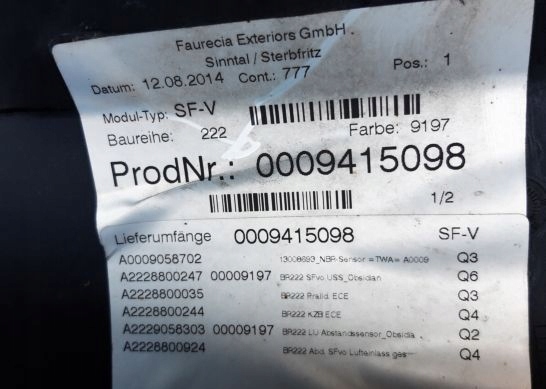 Faurecia Exteriors GmbH
Sinntal / Sterbfritz
Datum: 12.08.2014 Cont.: 777 Pos.: 1
Modul-Typ: SF-V
Baureihe: 222 Farbe: 9197
ProdNr.: 0009415098
1/2
Lieferumfänge 0009415098 SF-V
A0009058702 13008693_NBR-Sensor =TWA= A0009 Q3
A2228800247 00009197 BR222 SFvo USS_Obsidian Q6
A2228800035 BR222 Pralld. ECE Q3
A2228800244 BR222 KZB ECE Q4
A2229058303 00009197 BR222 LIU Abstandssensor_Obsidia Q2
A2228800924 BR222 Abd. SFvo Lufteinlass ges Q4